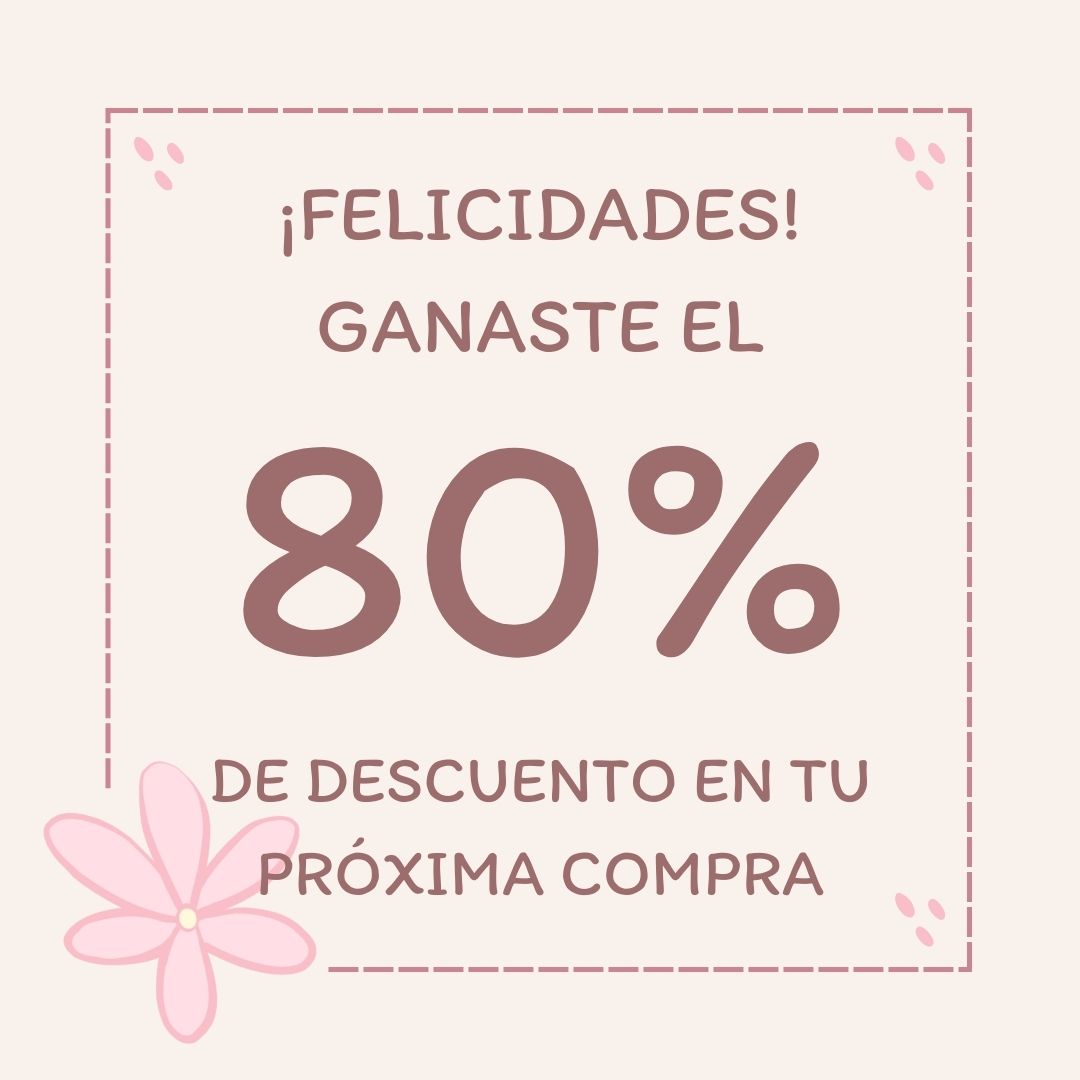 ¡FELICIDADES!
GANASTE EL
80%
DE DESCUENTO EN TU
PRÓXIMA COMPRA